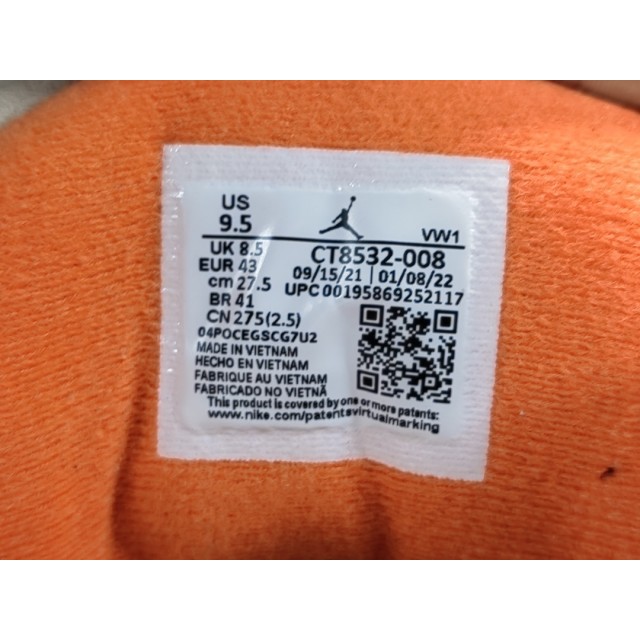 US
9.5
VW1
UK 8.5
EUR 43
cm 27.5
BR 41
CN 275(2.5)
CT8532-008
09/15/21 | 01/08/22
UPC 00195869252117
04POCEGSCG7U2
MADE IN VIETNAM
HECHO EN VIETNAM
FABRIQUE AU VIETNAM
FABRICADO NO VIETNÃ
This product is covered by one or more patents:
www.nike.com/patentsvirtualmarking